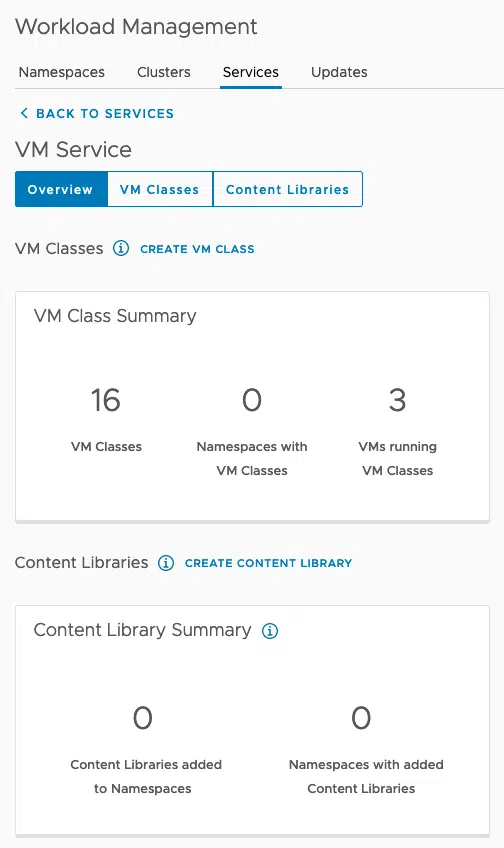 Workload Management
Namespaces Clusters Services Updates
BACK TO SERVICES
VM Service
Overview VM Classes Content Libraries
VM Classes CREATE VM CLASS
VM Class Summary
16 0 3
VM Classes Namespaces with VMs running
VM Classes VM Classes
Content Libraries CREATE CONTENT LIBRARY
Content Library Summary
0 0
Content Libraries added Namespaces with added
to Namespaces Content Libraries